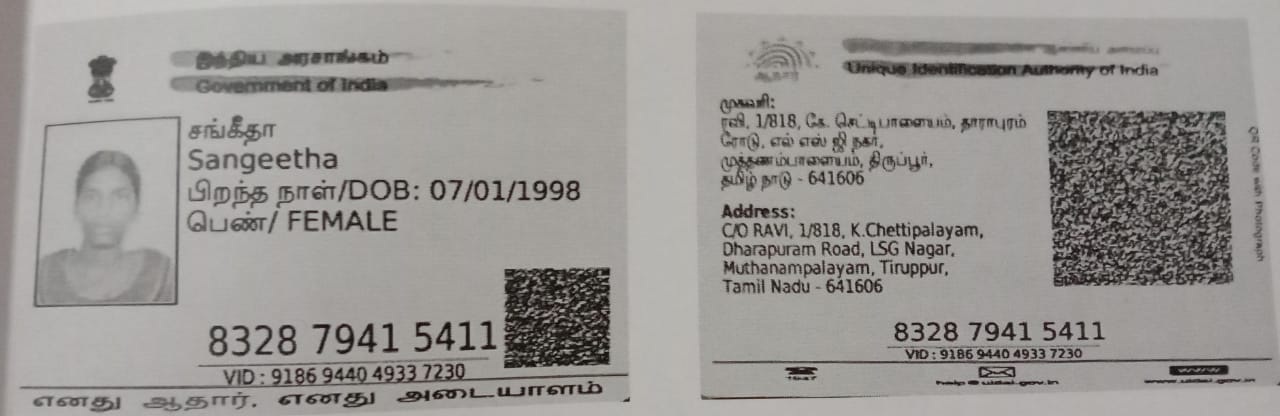 இந்திய அரசாங்கம்
Government of India
சங்கீதா
Sangeetha
பிறந்த நாள்/DOB: 07/01/1998
பெண்/ FEMALE
8328 7941 5411
VID : 9186 9440 4933 7230
எனது ஆதார், எனது அடையாளம்
Unique Identification Authority of India
முகவரி:
ரவி, 1/818, கே. செட்டிபாளையம், தாராபுரம்
ரோடு, எல் எஸ் ஜி நகர்,
முத்தணம்பாளையம், திருப்பூர்,
தமிழ் நாடு - 641606
Address:
C/O RAVI, 1/818, K.Chettipalayam,
Dharapuram Road, LSG Nagar,
Muthanampalayam, Tiruppur,
Tamil Nadu - 641606
QR Code with Photograph
8328 7941 5411
VID : 9186 9440 4933 7230
1947
help@uidai.gov.in
www
www.uidai.gov.in